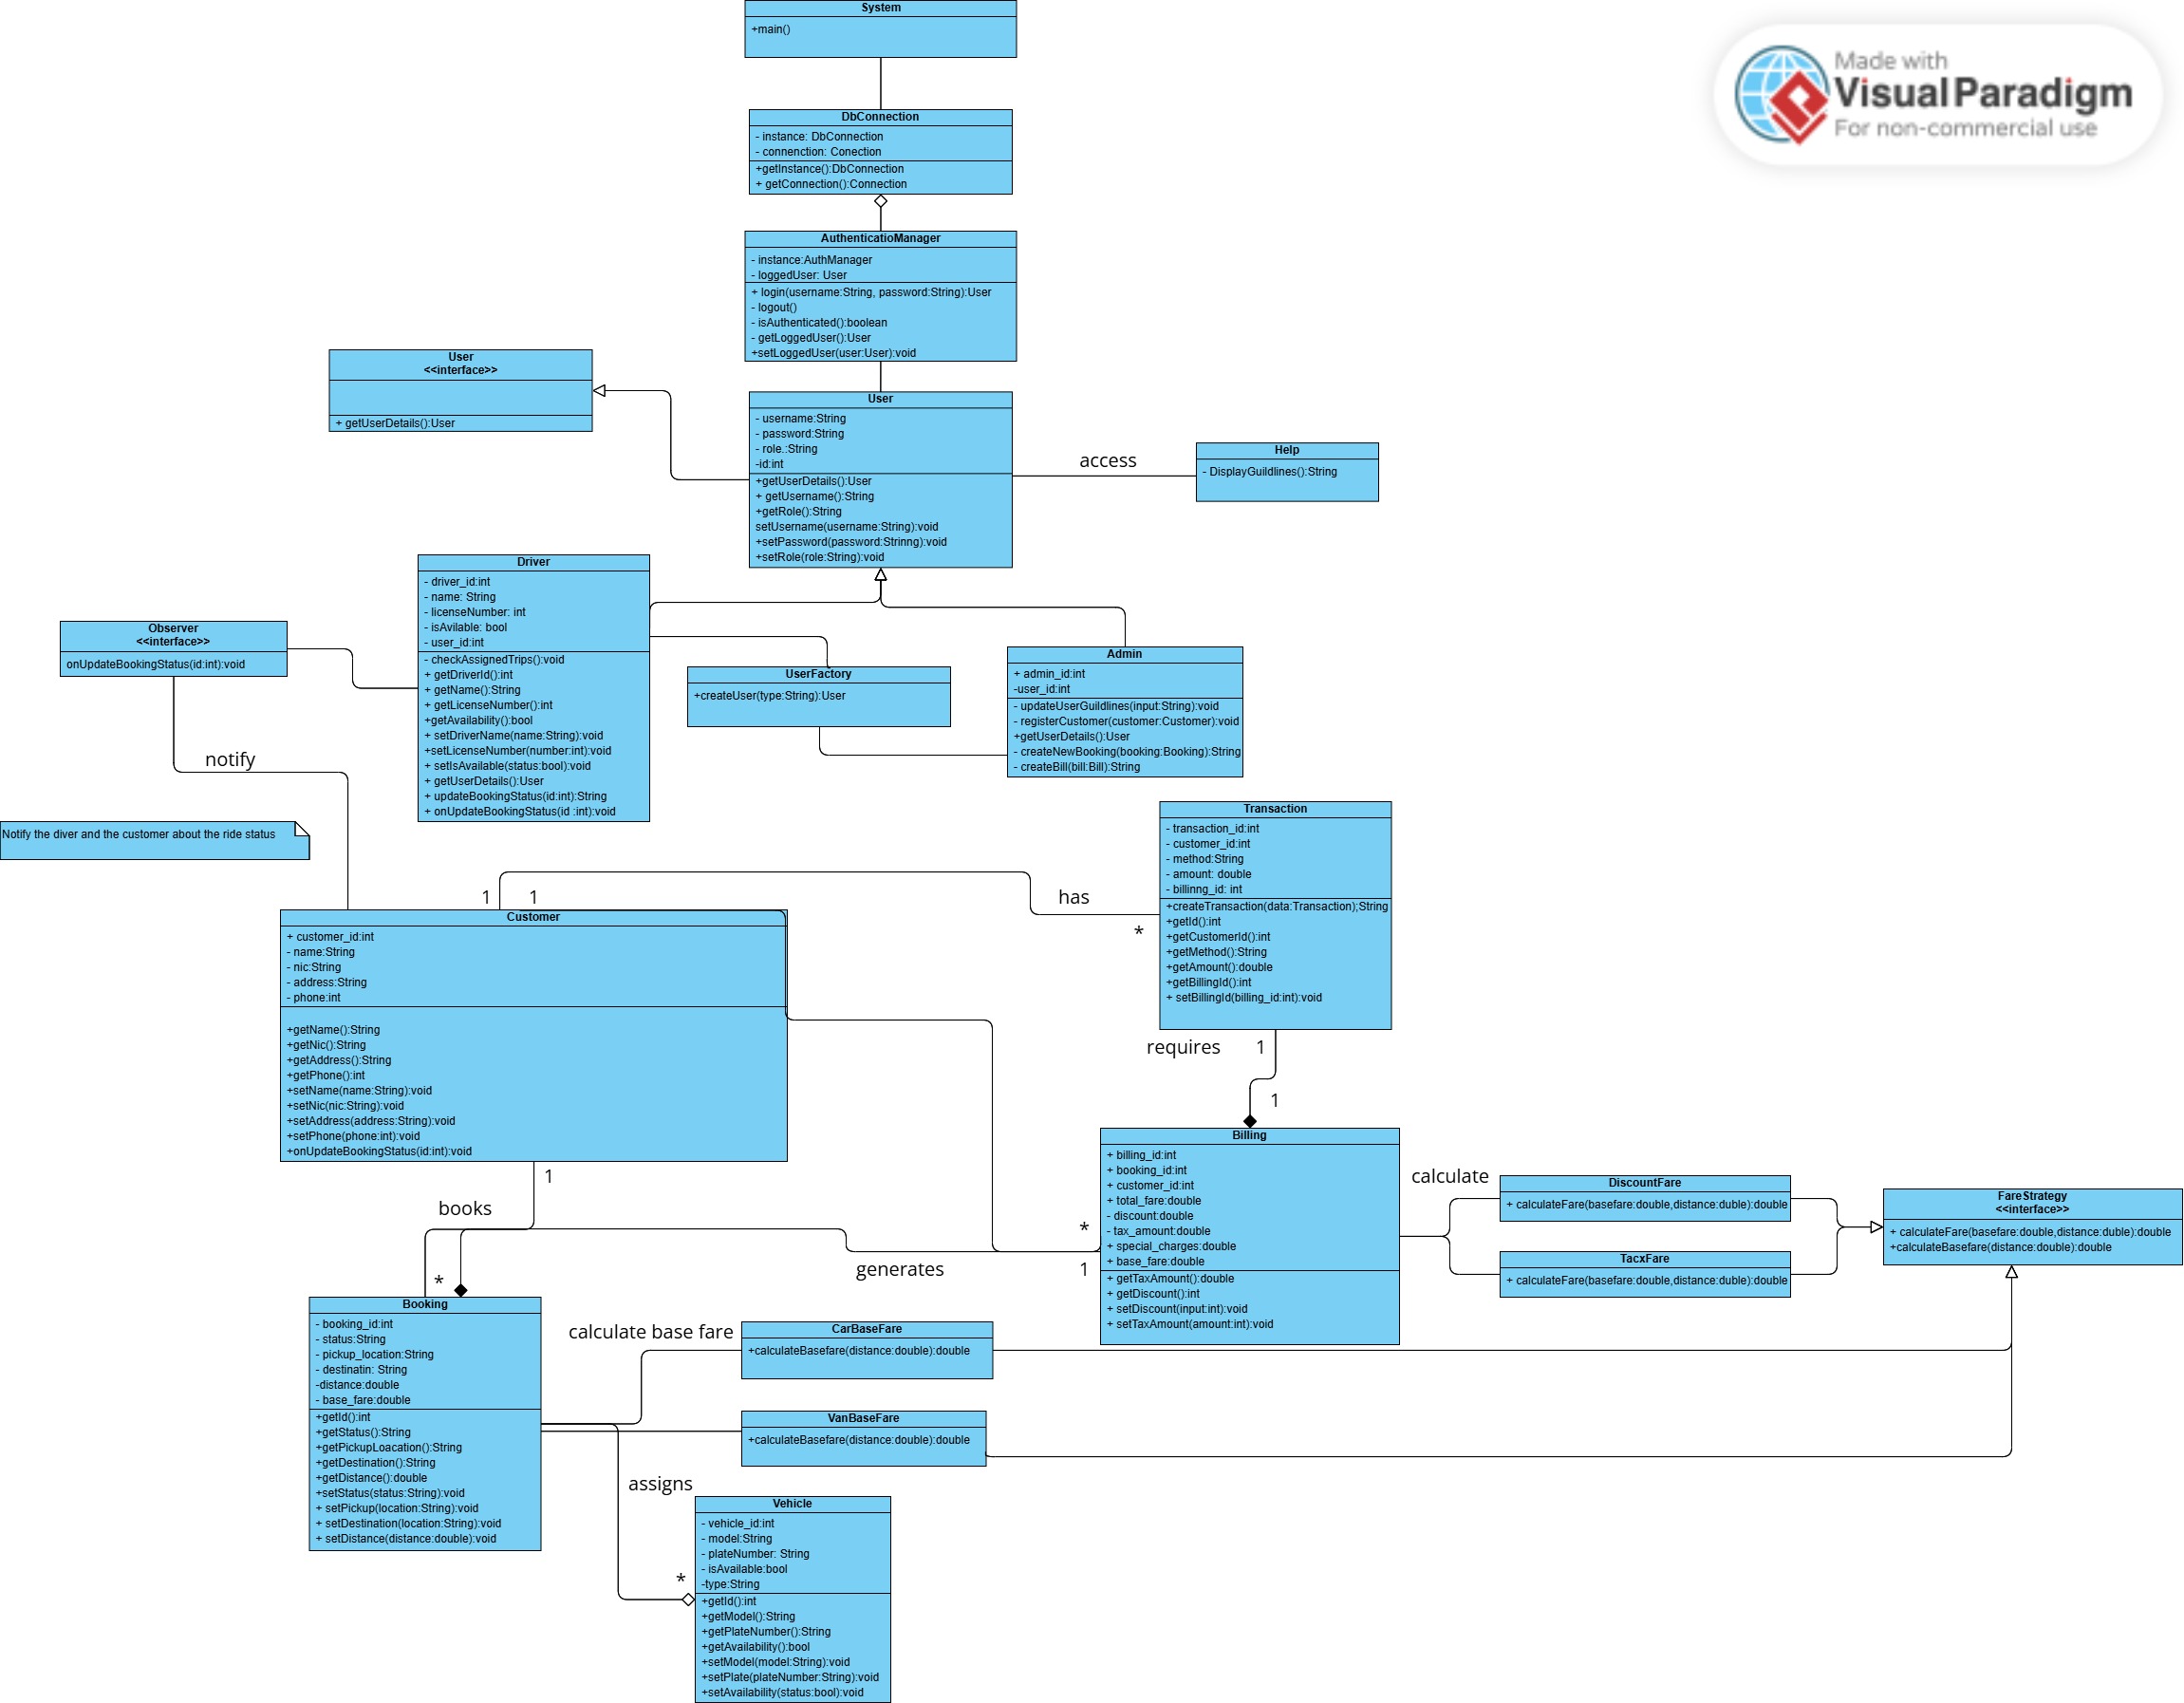 System
+main()
Made with
Visual Paradigm
For non-commercial use
DbConnection
- instance: DbConnection
- connenction: Conection
+getInstance():DbConnection
+ getConnection():Connection
AuthenticatioManager
- instance:AuthManager
- loggedUser: User
+ login(username:String, password:String):User
- logout()
- isAuthenticated():boolean
- getLoggedUser():User
+setLoggedUser(user:User):void
User
<<interface>>
+ getUserDetails():User
User
- username:String
- password:String
- role.:String
-id:int
+getUserDetails():User
+ getUsername():String
+getRole():String
setUsername(username:String):void
+setPassword(password:Strinng):void
+setRole(role:String):void
access
Help
- DisplayGuildlines():String
Driver
- driver_id:int
- name: String
- licenseNumber: int
- isAvilable: bool
- user_id:int
- checkAssignedTrips():void
+ getDriverId():int
+ getName():String
+ getLicenseNumber():int
+getAvailability():bool
+ setDriverName(name:String):void
+setLicenseNumber(number:int):void
+ setIsAvailable(status:bool):void
+ getUserDetails():User
+ updateBookingStatus(id:int):String
+ onUpdateBookingStatus(id :int):void
Observer
<<interface>>
onUpdateBookingStatus(id:int):void
notify
UserFactory
+createUser(type:String):User
Admin
+ admin_id:int
-user_id:int
- updateUserGuildlines(input:String):void
- registerCustomer(customer:Customer):void
+getUserDetails():User
- createNewBooking(booking:Booking):String
- createBill(bill:Bill):String
Notify the diver and the customer about the ride status
Transaction
- transaction_id:int
- customer_id:int
- method:String
- amount: double
- billinng_id: int
+createTransaction(data:Transaction);String
+getId():int
+getCustomerId():int
+getMethod():String
+getAmount():double
+getBillingId():int
+ setBillingId(billing_id:int):void
1
1
has
*
Customer
+ customer_id:int
- name:String
- nic:String
- address:String
- phone:int
+getName():String
+getNic():String
+getAddress():String
+getPhone():int
+setName(name:String):void
+setNic(nic:String):void
+setAddress(address:String):void
+setPhone(phone:int):void
+onUpdateBookingStatus(id:int):void
requires
1
1
Billing
+ billing_id:int
+ booking_id:int
+ customer_id:int
+ total_fare:double
- discount:double
- tax_amount:double
+ special_charges:double
+ base_fare:double
+ getTaxAmount():double
+ getDiscount():int
+ setDiscount(input:int):void
+ setTaxAmount(amount:int):void
calculate
DiscountFare
+ calculateFare(basefare:double,distance:duble):double
TacxFare
+ calculateFare(basefare:double,distance:duble):double
FareStrategy
<<interface>>
+ calculateFare(basefare:double,distance:duble):double
+calculateBasefare(distance:double):double
1
books
*
*
generates
1
Booking
- booking_id:int
- status:String
- pickup_location:String
- destinatin: String
-distance:double
- base_fare:double
+getId():int
+getStatus():String
+getPickupLoacation():String
+getDestination():String
+getDistance():double
+setStatus(status:String):void
+ setPickup(location:String):void
+ setDestination(location:String):void
+ setDistance(distance:double):void
calculate base fare
CarBaseFare
+calculateBasefare(distance:double):double
VanBaseFare
+calculateBasefare(distance:double):double
assigns
*
Vehicle
- vehicle_id:int
- model:String
- plateNumber: String
- isAvailable:bool
-type:String
+getId():int
+getModel():String
+getPlateNumber():String
+getAvailability():bool
+setModel(model:String):void
+setPlate(plateNumber:String):void
+setAvailability(status:bool):void